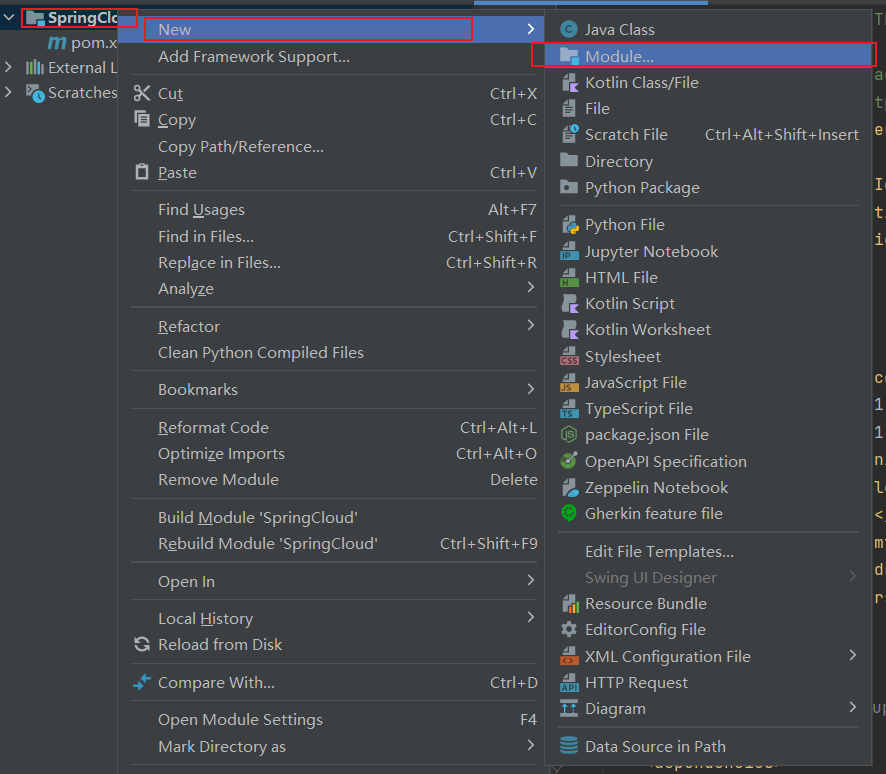 SpringClo
pom.x
External L
Scratches
New
Add Framework Support...
Cut Ctrl+X
Copy Ctrl+C
Copy Path/Reference...
Paste Ctrl+V
Find Usages Alt+F7
Find in Files... Ctrl+Shift+F
Replace in Files... Ctrl+Shift+R
Analyze
Refactor
Clean Python Compiled Files
Bookmarks
Reformat Code Ctrl+Alt+L
Optimize Imports Ctrl+Alt+O
Remove Module Delete
Build Module 'SpringCloud'
Rebuild Module 'SpringCloud' Ctrl+Shift+F9
Open In
Local History
Reload from Disk
Compare With... Ctrl+D
Open Module Settings F4
Mark Directory as
Java Class
Module...
Kotlin Class/File
File
Scratch File Ctrl+Alt+Shift+Insert
Directory
Python Package
Python File
Jupyter Notebook
HTML File
Kotlin Script
Kotlin Worksheet
Stylesheet
JavaScript File
TypeScript File
package.json File
OpenAPI Specification
Zeppelin Notebook
Gherkin feature file
Edit File Templates...
Swing UI Designer
Resource Bundle
EditorConfig File
XML Configuration File
HTTP Request
Diagram
Data Source in Path